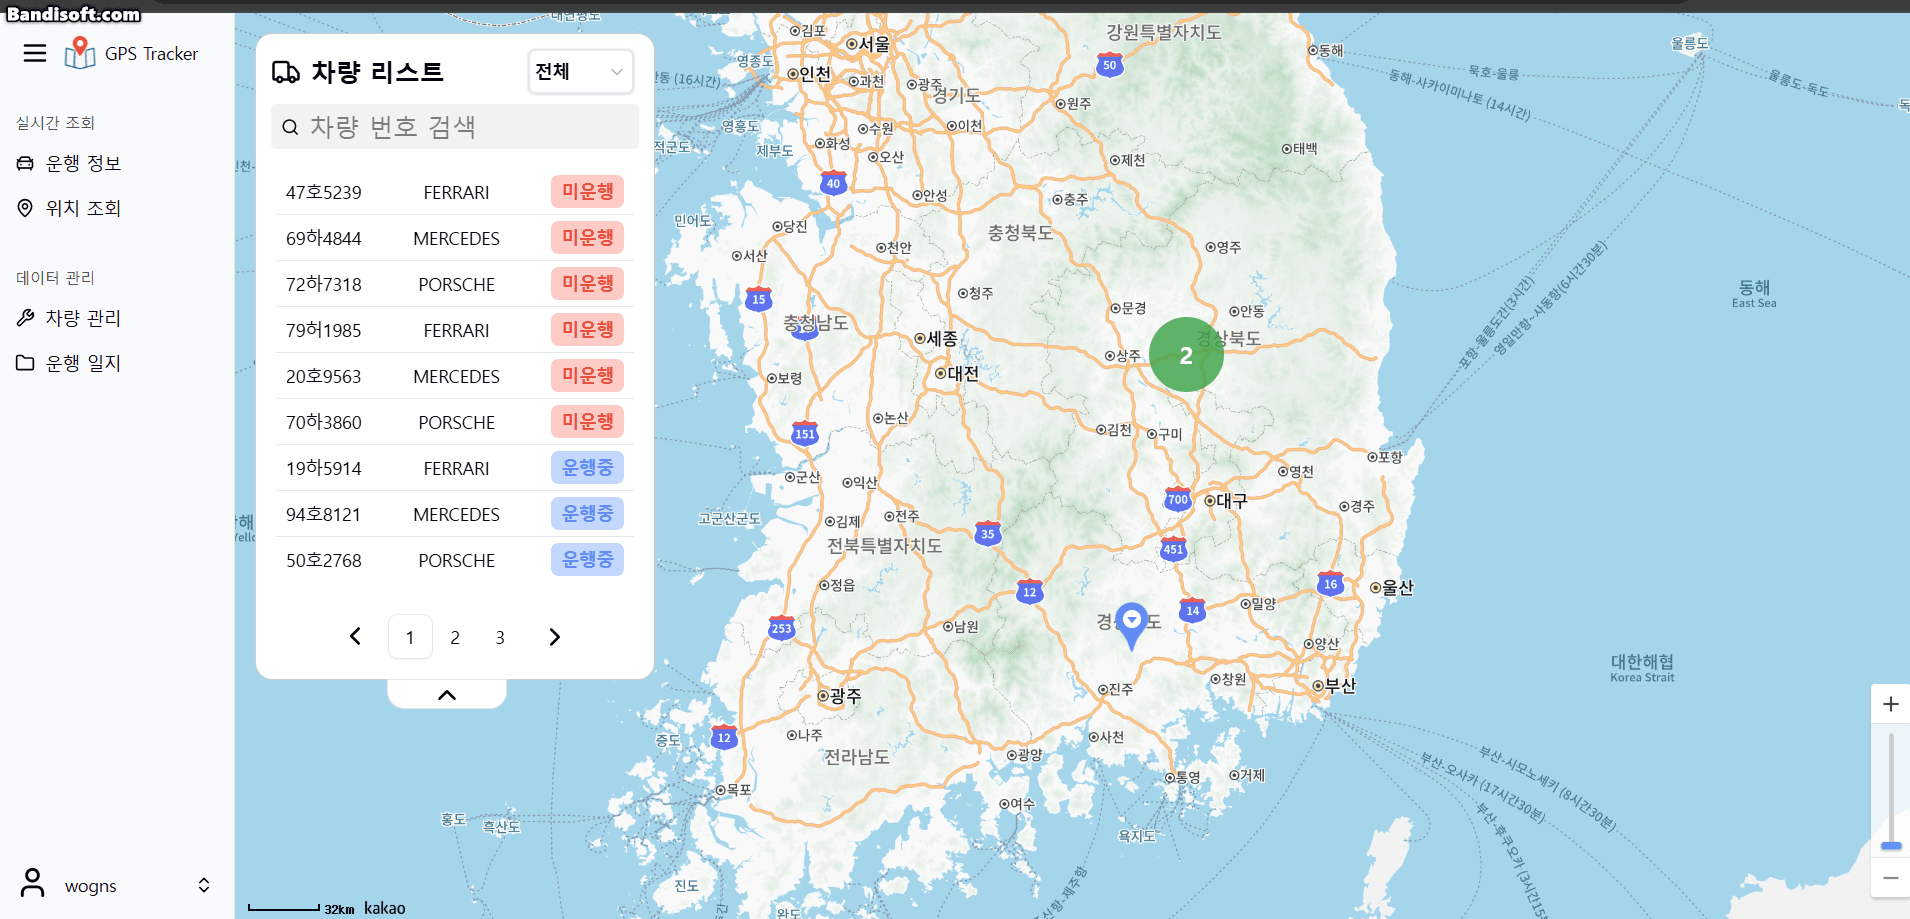 Bandisoft.com
GPS Tracker
실시간 조회
운행 정보
위치 조회
데이터 관리
차량 관리
운행 일지
wogns
차량 리스트
전체
차량 번호 검색
47호5239 FERRARI 미운행
69하4844 MERCEDES 미운행
72하7318 PORSCHE 미운행
79허1985 FERRARI 미운행
20호9563 MERCEDES 미운행
70하3860 PORSCHE 미운행
19하5914 FERRARI 운행중
94호8121 MERCEDES 운행중
50호2768 PORSCHE 운행중
1 2 3
김포
서울
강원특별자치도
동해
울릉도
영종도
(16시간)
인천
과천
광주
경기도
50
원주
묵호-울릉
동해-사카이미나토 (14시간)
울릉도-독도
영흥도
수원
이천
제부도
화성
오산
제천
태백
40
안성
충주
민어도
당진
충청북도
서산
천안
영주
15
청주
문경
안동
동해
East Sea
포항-울릉도간(3시간)
영일만항~사동항(6시간30분)
충청남도
세종
상주
2
경상북도
보령
대전
논산
김천
구미
151
포항
군산
익산
영천
700
대구
경주
고군산군도
김제
전주
35
전북특별자치도
451
정읍
12
16
울산
밀양
14
253
남원
양산
대한해협
Korea Strait
광주
진주
창원
부산
12
증도
나주
사천
전라남도
광양
부산-시모노세키 (8시간30분)
부산-오사카 (17시간30분)
목포
통영
거제
여수
홍도
흑산도
욕지도
진도
완도
32km kakao